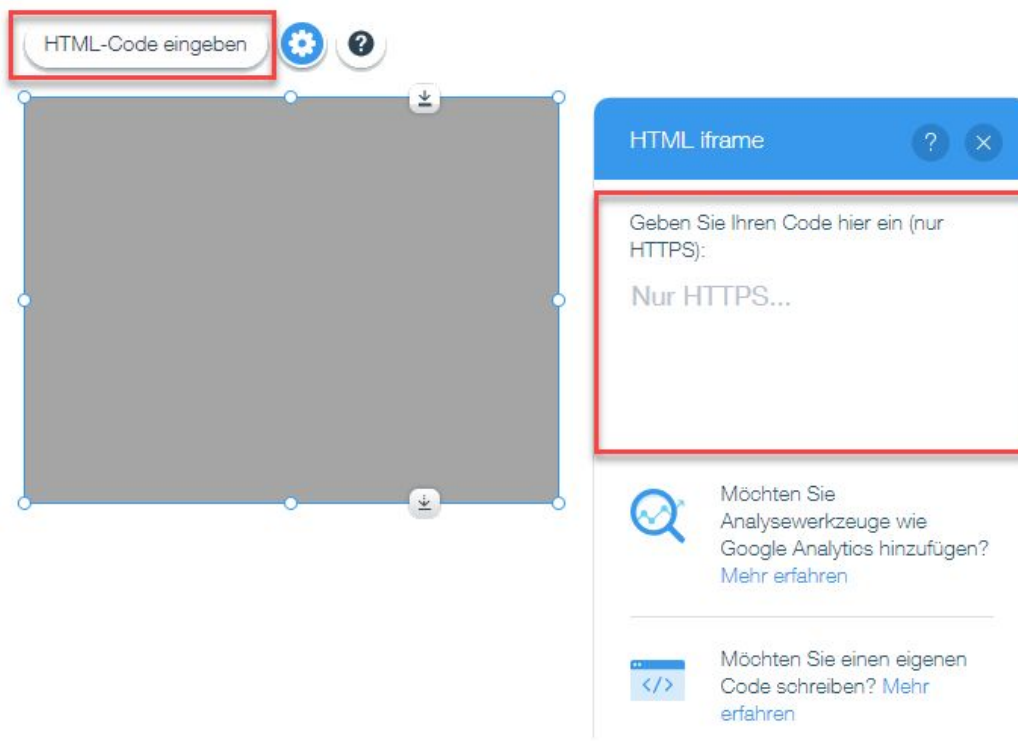 HTML-Code eingeben
?
HTML iframe
?
Geben Sie Ihren Code hier ein (nur
HTTPS):
Nur HTTPS...
Möchten Sie
Analysewerkzeuge wie
Google Analytics hinzufügen?
Mehr erfahren
</>
Möchten Sie einen eigenen
Code schreiben? Mehr
erfahren